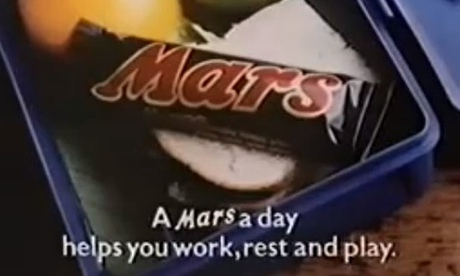 Mars
A Mars a day
helps you work, rest and play.